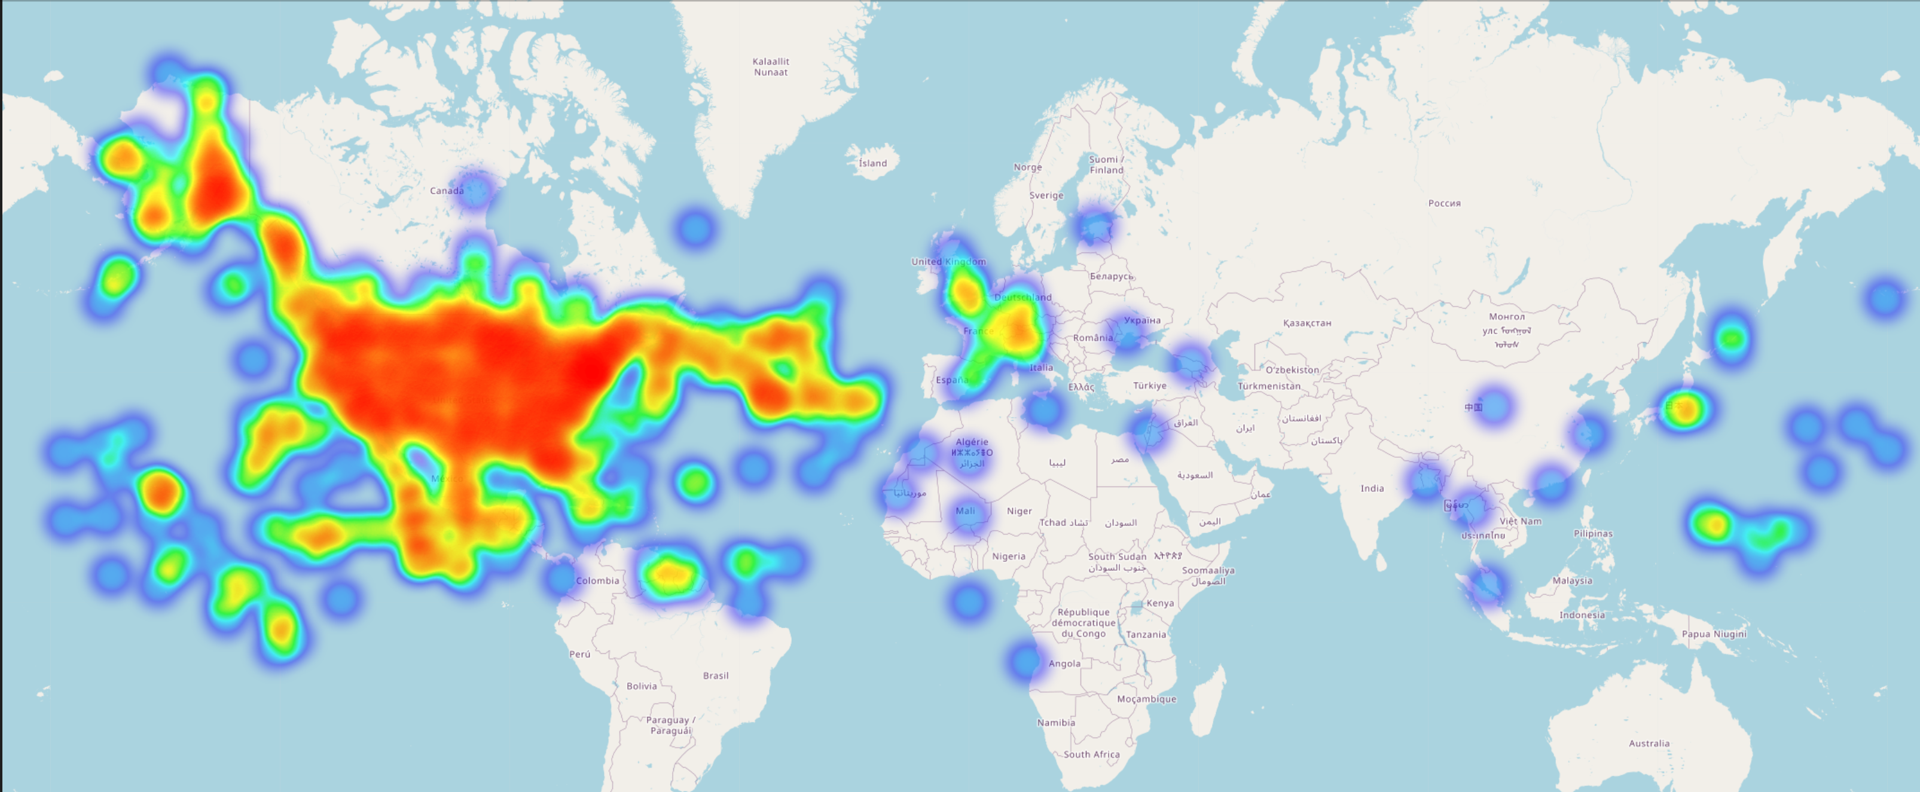 Kalaallit
Nunaat
Ísland
Norge
Suomi /
Finland
Sverige
Canada
Россия
United Kingdom
Беларусь
Deutschland
Україна
France
România
Italia
España
Ελλάς
Türkiye
Қазақстан
Монгол
улс
O'zbekiston
Türkmenistan
中国
افغانستان
ایران
پاکستان
العراق
السعودية
عمان
اليمن
India
Việt Nam
ประเทศไทย
Pilipinas
Malaysia
Indonesia
Papua Niugini
Australia
Algérie
الجزائر
ليبيا
مصر
موريتانيا
Mali
Niger
Tchad تشاد
السودان
Nigeria
South Sudan
جنوب السودان
Soomaaliya
الصومال
Kenya
République
démocratique
du Congo
Tanzania
Angola
Moçambique
Namibia
South Africa
Colombia
Perú
Brasil
Bolivia
Paraguay /
Paraguái